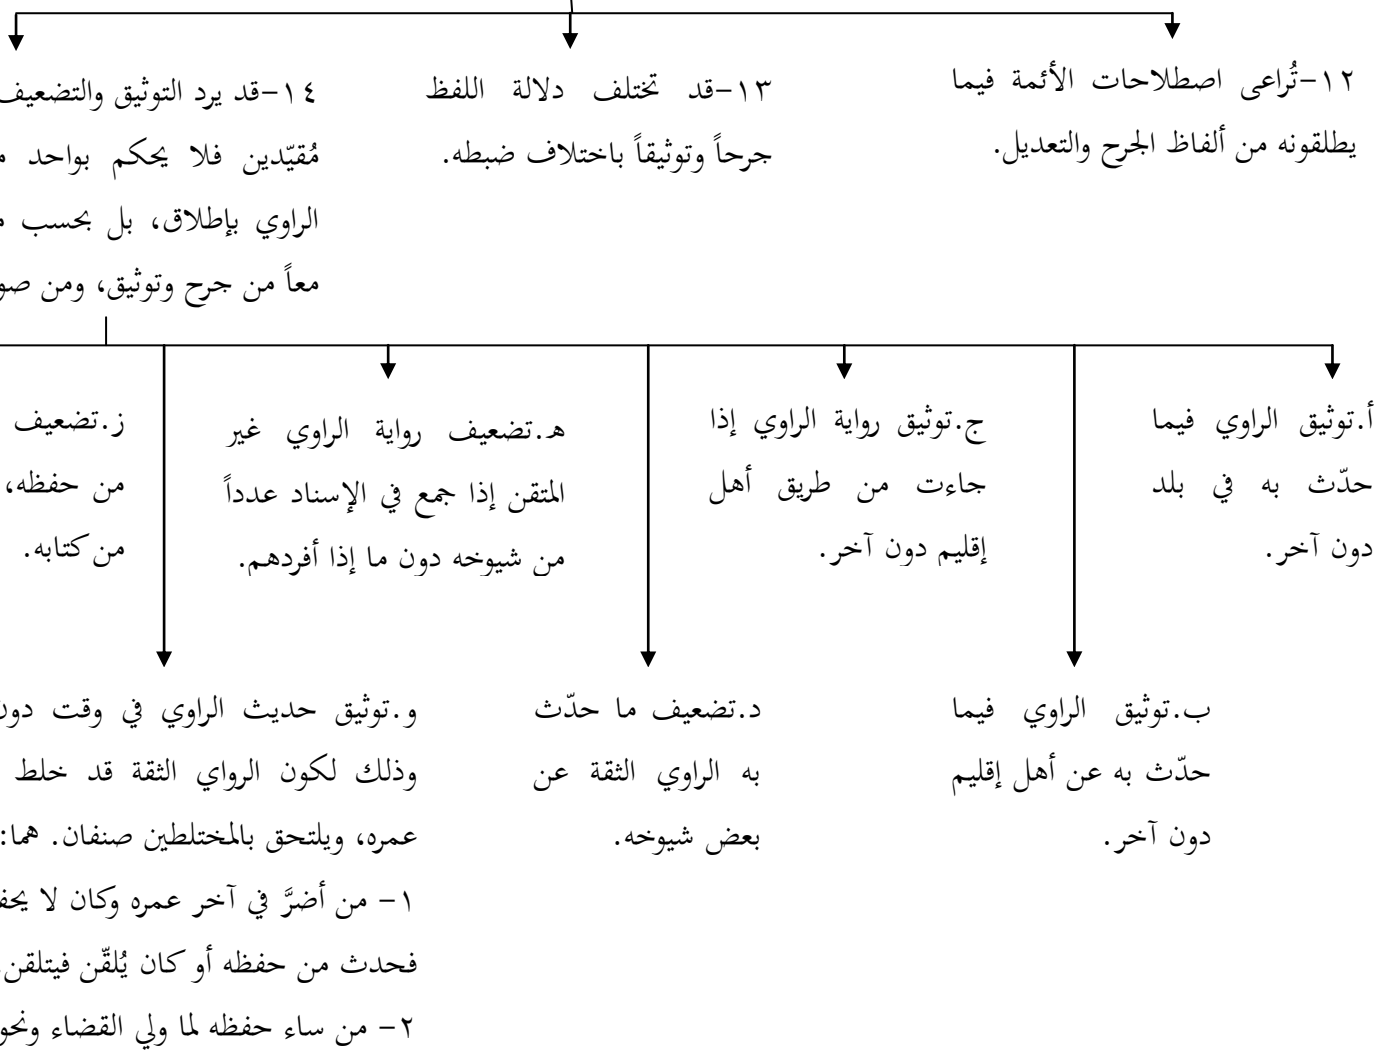 ١٢-تُراعى اصطلاحات الأئمة فيما
يطلقونه من ألفاظ الجرح والتعديل.
١٣-قد تختلف دلالة اللفظ
جرحاً وتوثيقاً باختلاف ضبطه.
١٤-قد يرد التوثيق والتضعيف
مُقيّدين فلا يحكم بواحد
الراوي بإطلاق، بل بحسب
معاً من جرح وتوثيق، ومن
أ.توثيق الراوي فيما
حدّث به في بلد
دون آخر.
ب.توثيق الراوي فيما
حدّث به عن أهل إقليم
دون آخر.
ج.توثيق رواية الراوي إذا
جاءت من طريق أهل
إقليم دون آخر.
د.تضعيف ما حدّث
به الراوي الثقة عن
بعض شيوخه.
هـ.تضعيف رواية الراوي غير
المتقن إذا جمع في الإسناد عدداً
من شيوخه دون ما إذا أفردهم.
و.توثيق حديث الراوي في وقت دون
وذلك لكون الرواي الثقة قد خلط
عمره، ويلتحق بالمختلطين صنفان. هما:
١- من أضرَّ في آخر عمره وكان لا
فحدث من حفظه أو كان يُلقّن فيتلقن
٢- من ساء حفظه لما ولي القضاء
ز.تضعيف
من حفظه،
من كتابه.